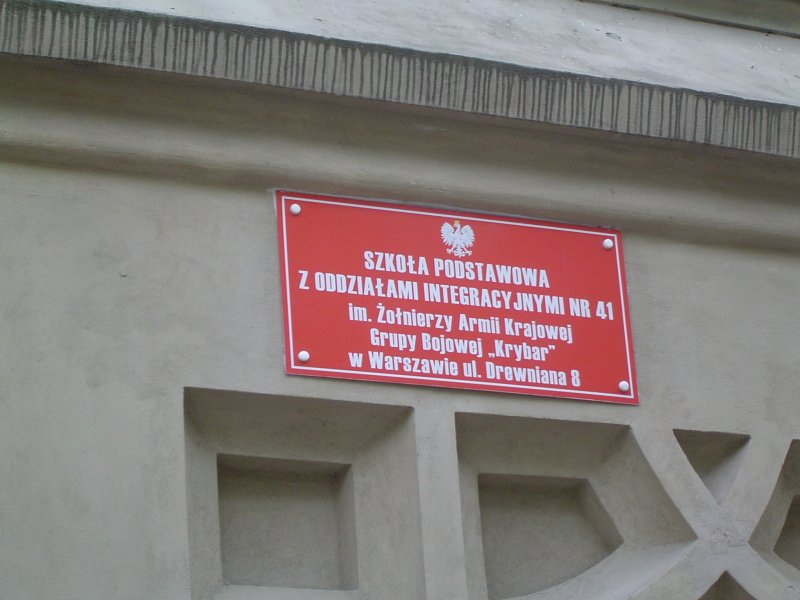 SZKOŁA PODSTAWOWA
Z ODDZIAŁAMI INTEGRACYJNYMI NR 41
im. Żołnierzy Armii Krajowej
Grupy Bojowej „Krybar”
w Warszawie ul. Drewniana 8